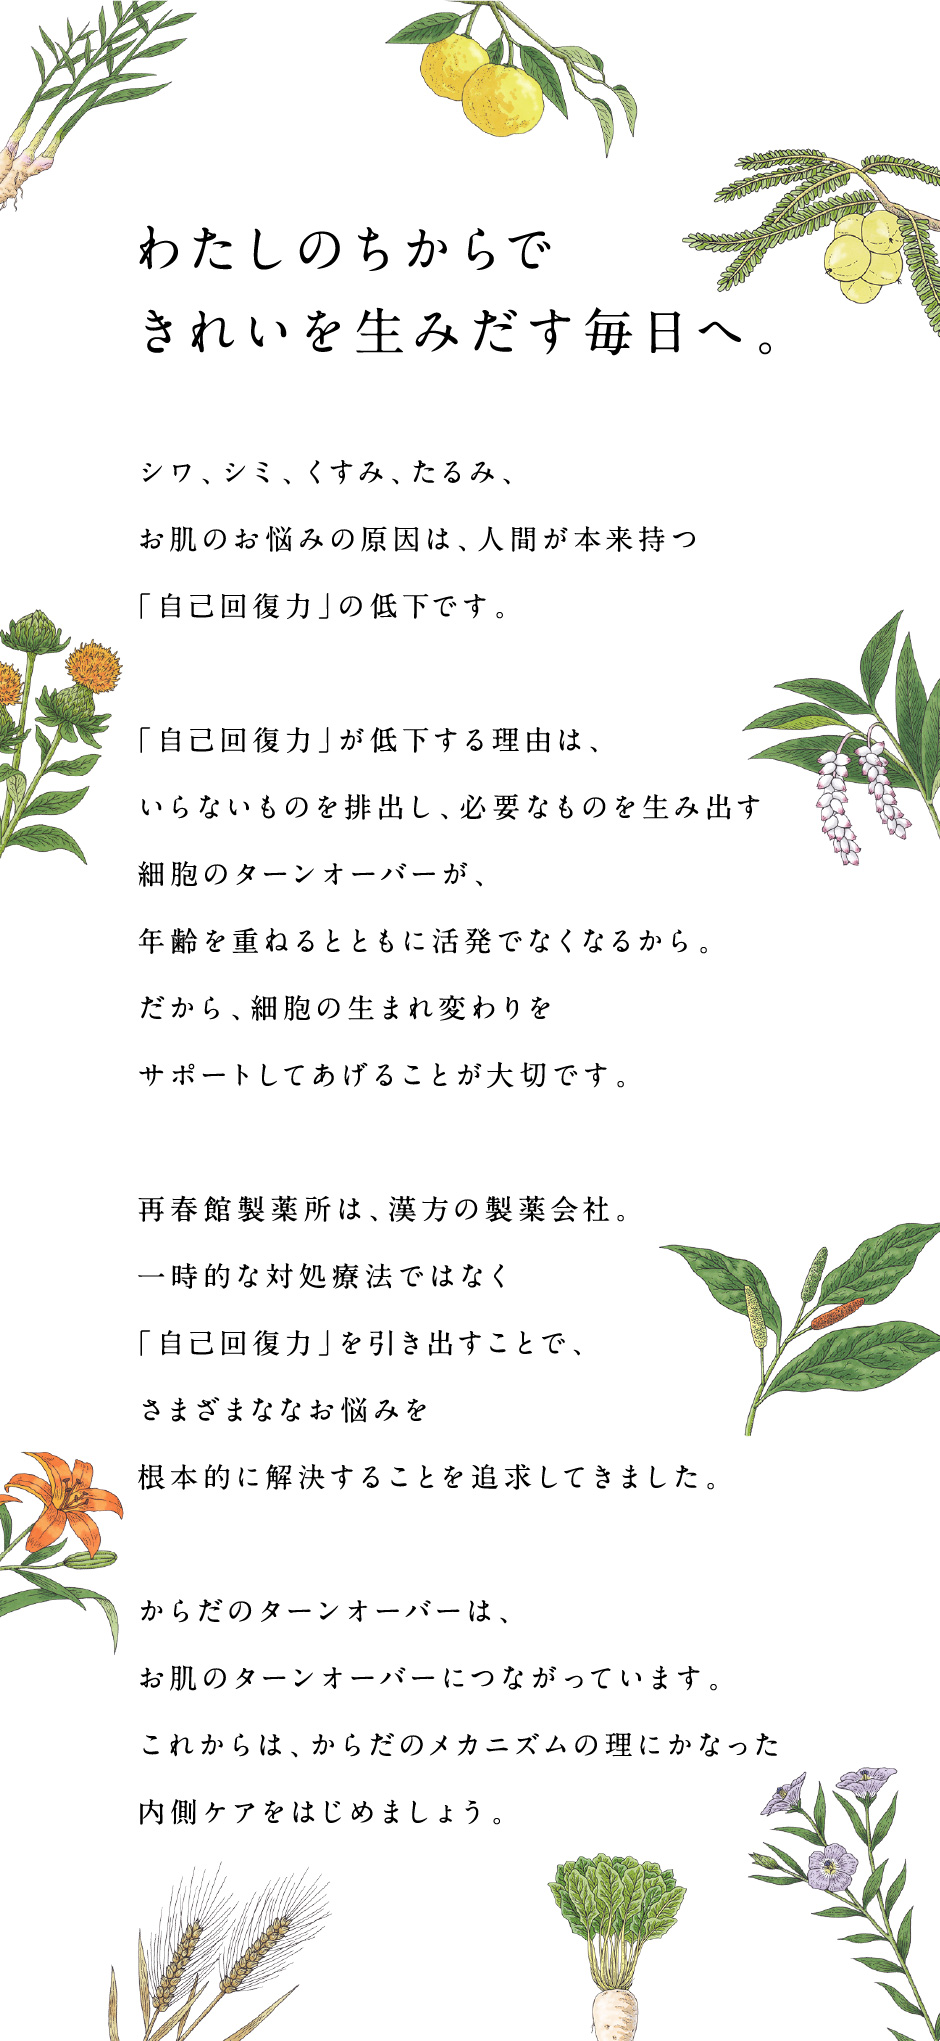 わたしのちからで
きれいを生みだす毎日へ。
シワ、シミ、くすみ、たるみ、
お肌のお悩みの原因は、人間が本来持つ
「自己回復力」の低下です。
「自己回復力」が低下する理由は、
いらないものを排出し、必要なものを生み出す
細胞のターンオーバーが、
年齢を重ねるとともに活発でなくなるから。
だから、細胞の生まれ変わりを
サポートしてあげることが大切です。
再春館製薬所は、漢方の製薬会社。
一時的な対処療法ではなく
「自己回復力」を引き出すことで、
さまざまななお悩みを
根本的に解決することを追求してきました。
からだのターンオーバーは、
お肌のターンオーバーにつながっています。
これからは、からだのメカニズムの理にかなった
内側ケアをはじめましょう。